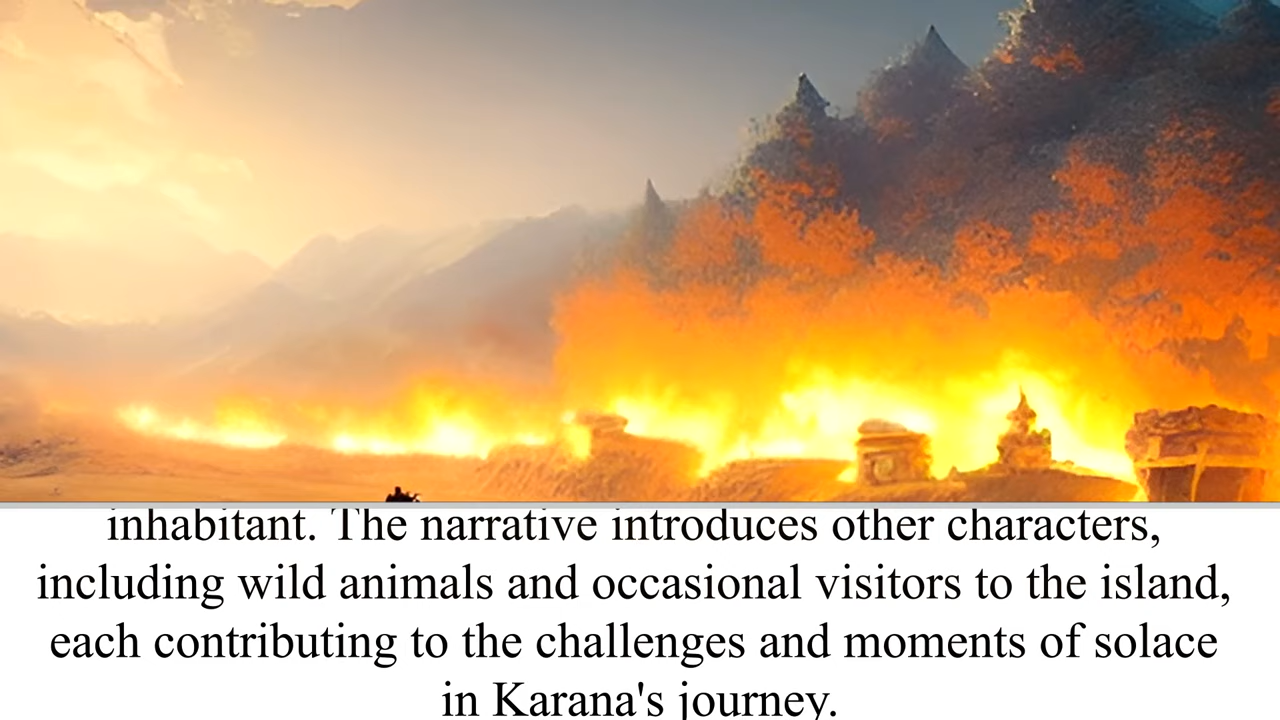 inhabitant. The narrative introduces other characters,
including wild animals and occasional visitors to the island,
each contributing to the challenges and moments of solace
in Karana's journey.